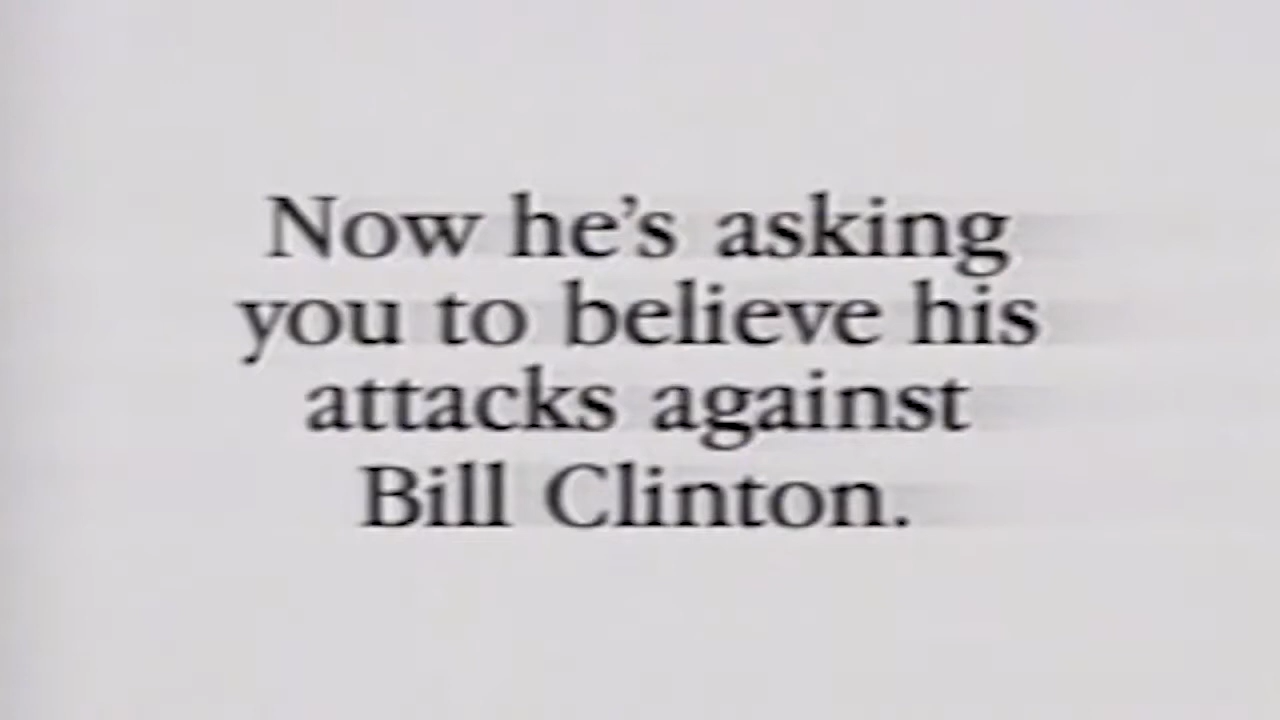 Now he's asking
you to believe his
attacks against
Bill Clinton.